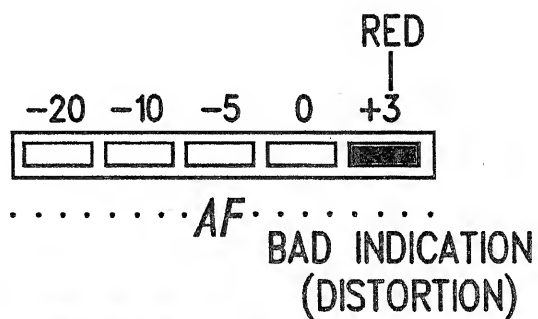 RED
−20 −10 −5 0 +3
AF
BAD INDICATION
(DISTORTION)